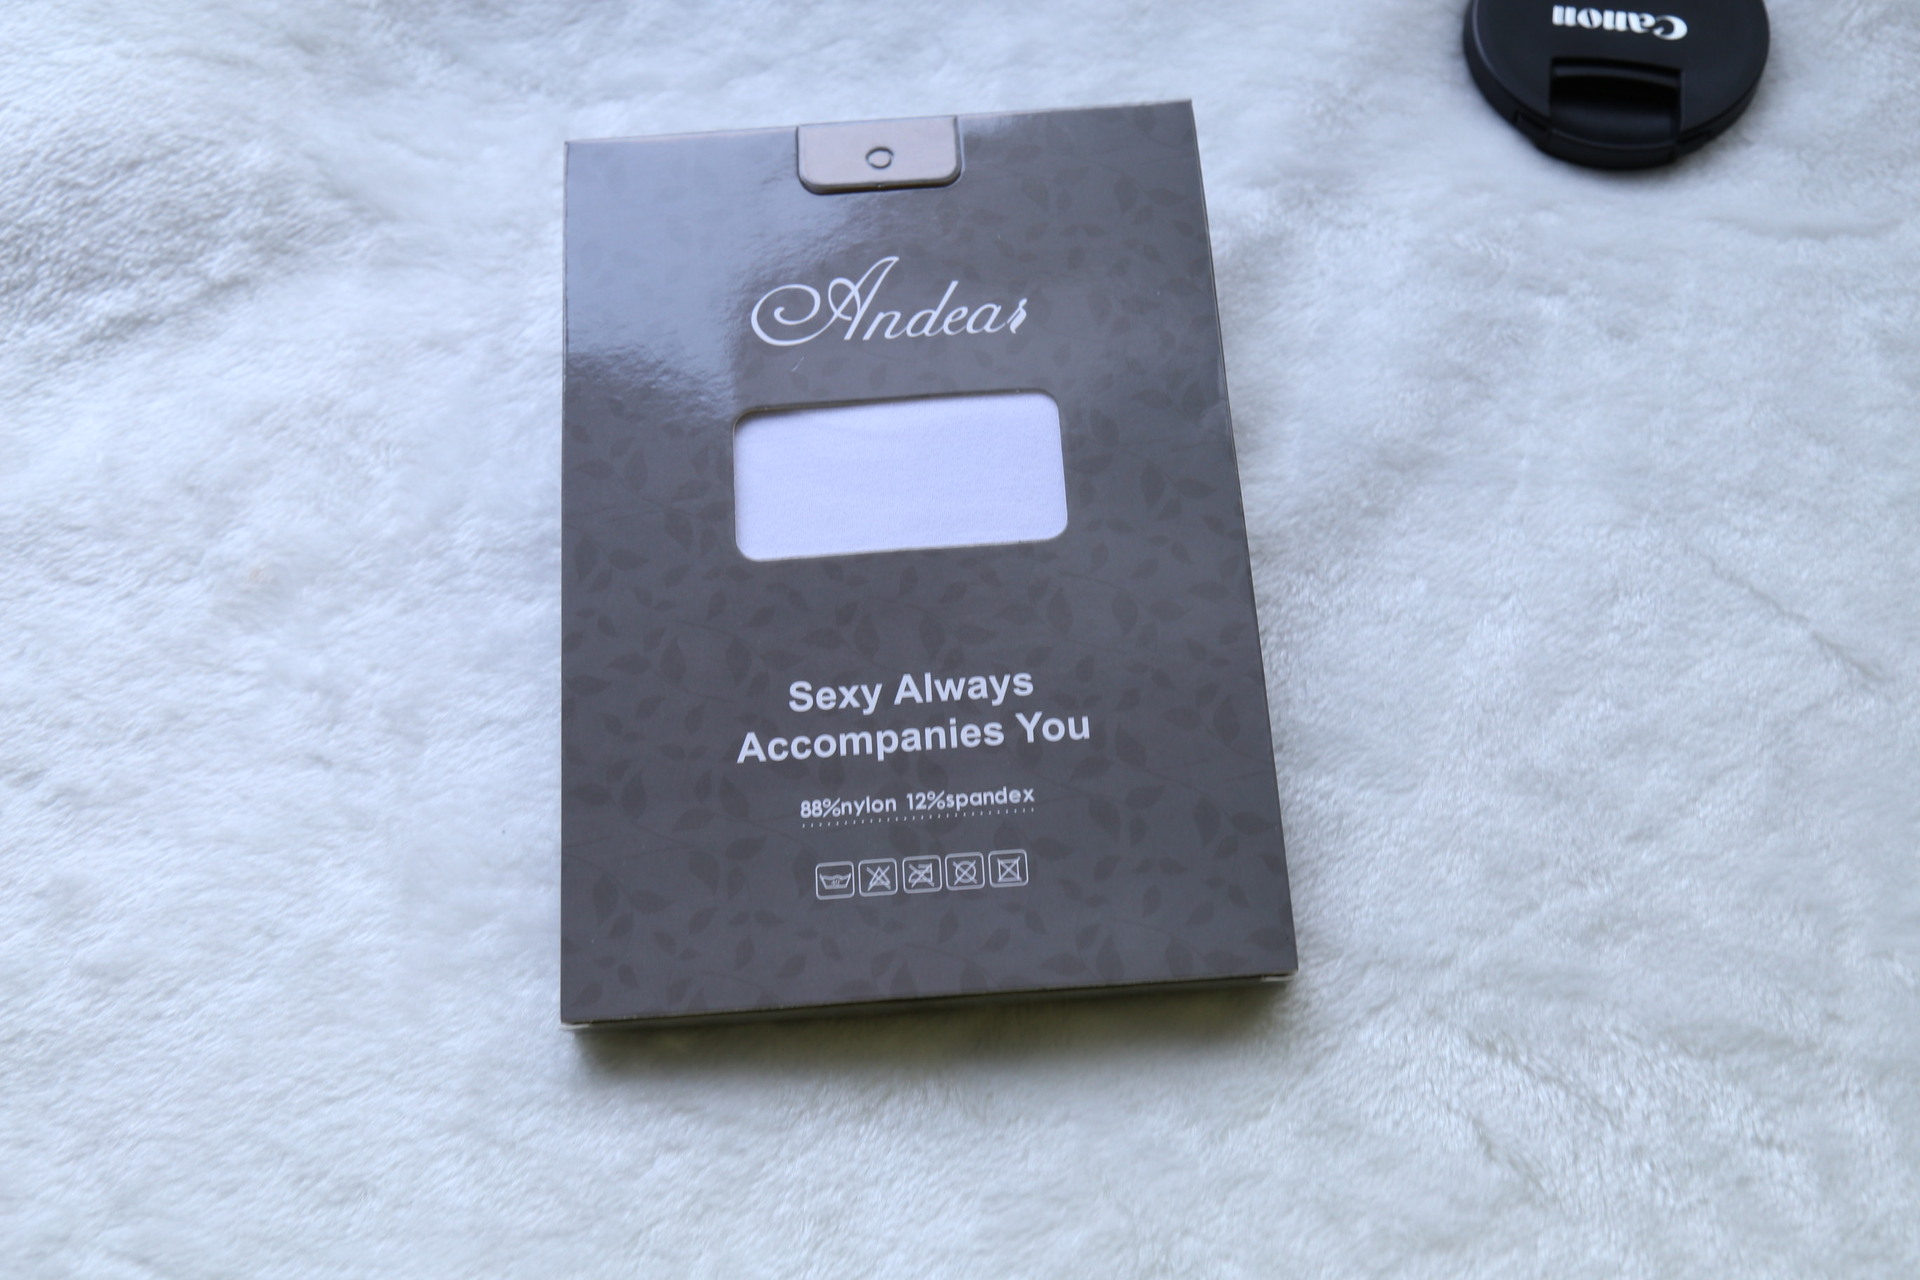 Canon
Andear
Sexy Always
Accompanies You
88%nylon 12%spandex